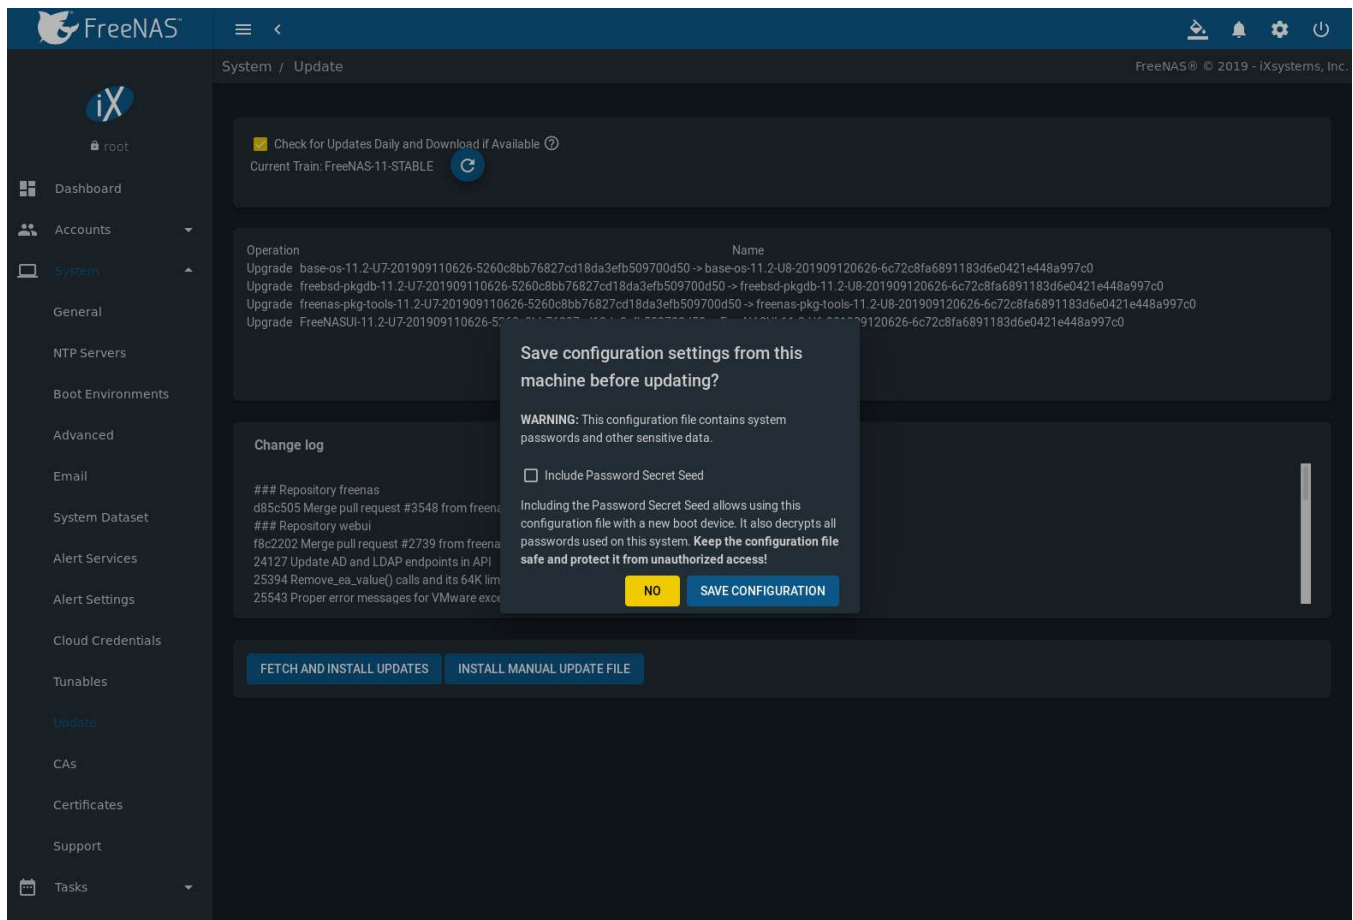 FreeNAS
System / Update
FreeNAS® © 2019 - iXsystems, Inc.
iX
root
Dashboard
Accounts
System
General
NTP Servers
Boot Environments
Advanced
Email
System Dataset
Alert Services
Alert Settings
Cloud Credentials
Tunables
Update
CAs
Certificates
Support
Tasks
Check for Updates Daily and Download if Available
Current Train: FreeNAS-11-STABLE
Operation Name
Upgrade base-os-11.2-U7-201909110626-5260c8bb76827cd18da3efb509700d50 -> base-os-11.2-U8-201909120626-6c72c8fa6891183d6e0421e448a997c0
Upgrade freebsd-pkgdb-11.2-U7-201909110626-5260c8bb76827cd18da3efb509700d50 -> freebsd-pkgdb-11.2-U8-201909120626-6c72c8fa6891183d6e0421e448a997c0
Upgrade freenas-pkg-tools-11.2-U7-201909110626-5260c8bb76827cd18da3efb509700d50 -> freenas-pkg-tools-11.2-U8-201909120626-6c72c8fa6891183d6e0421e448a997c0
Upgrade FreeNASUI-11.2-U7-201909110626-5 9120626-6c72c8fa6891183d6e0421e448a997c0
Change log
### Repository freenas
d85c505 Merge pull request #3548 from freena
### Repository webui
f8c2202 Merge pull request #2739 from freena
24127 Update AD and LDAP endpoints in API
25394 Remove_ea_value() calls and its 64K lim
25543 Proper error messages for VMware exce
Save configuration settings from this
machine before updating?
WARNING: This configuration file contains system
passwords and other sensitive data.
Include Password Secret Seed
Including the Password Secret Seed allows using this
configuration file with a new boot device. It also decrypts all
passwords used on this system. Keep the configuration file
safe and protect it from unauthorized access!
NO SAVE CONFIGURATION
FETCH AND INSTALL UPDATES INSTALL MANUAL UPDATE FILE